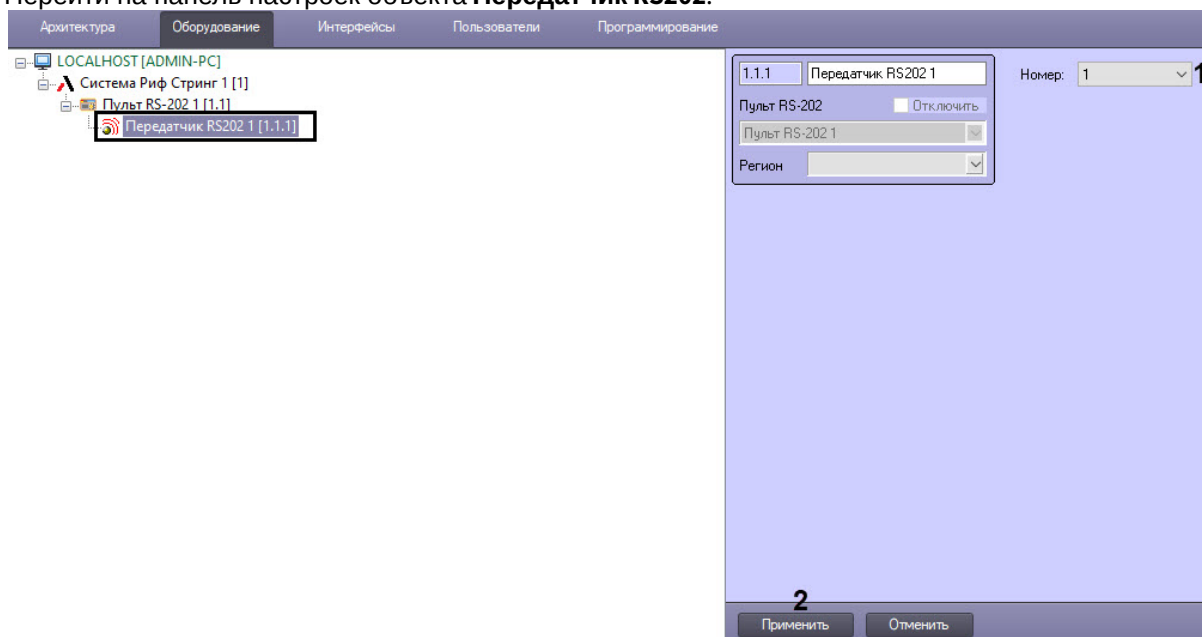 Перейти на панель настроек объекта Передатчик RS202.
Архитектура Оборудование Интерфейсы Пользователи Программирование
LOCALHOST [ADMIN-PC]
Система Риф Стринг 1 [1]
Пульт RS-202 1 [1.1]
Передатчик RS202 1 [1.1.1]
1.1.1 Передатчик RS202 1 Номер: 1 1
Пульт RS-202 Отключить
Пульт RS-202 1
Регион
2
Применить Отменить